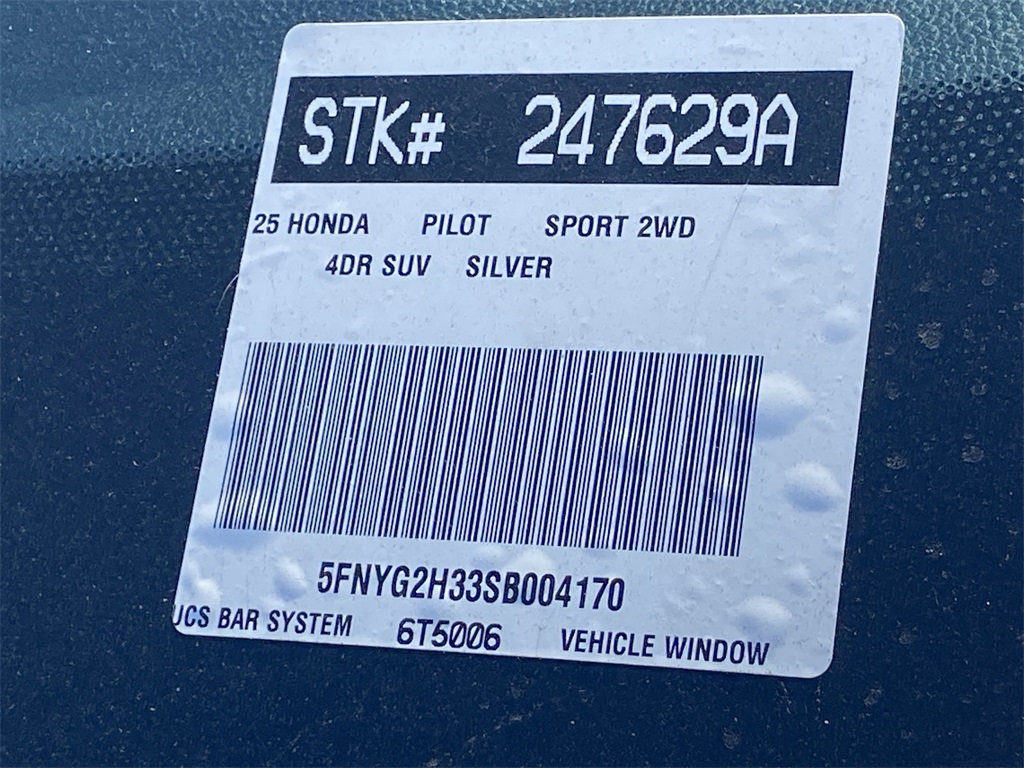 STK# 247629A
25 HONDA PILOT SPORT 2WD
4DR SUV SILVER
5FNYG2H33SB004170
UCS BAR SYSTEM 6T5006 VEHICLE WINDOW